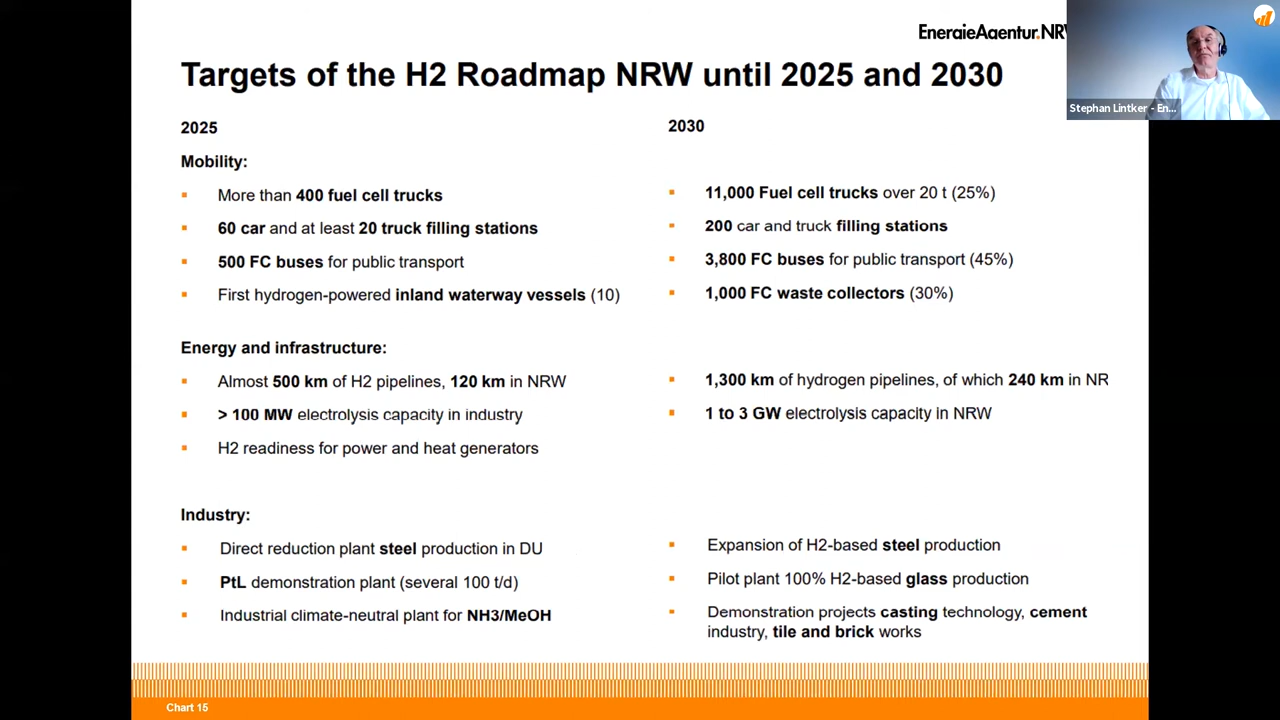 EnergieAgentur.NRW
Targets of the H2 Roadmap NRW until 2025 and 2030
Stephan Lintker - En...
2025
Mobility:
More than 400 fuel cell trucks
60 car and at least 20 truck filling stations
500 FC buses for public transport
First hydrogen-powered inland waterway vessels (10)
Energy and infrastructure:
Almost 500 km of H2 pipelines, 120 km in NRW
> 100 MW electrolysis capacity in industry
H2 readiness for power and heat generators
Industry:
Direct reduction plant steel production in DU
PtL demonstration plant (several 100 t/d)
Industrial climate-neutral plant for NH3/MeOH
2030
11,000 Fuel cell trucks over 20 t (25%)
200 car and truck filling stations
3,800 FC buses for public transport (45%)
1,000 FC waste collectors (30%)
1,300 km of hydrogen pipelines, of which 240 km in NR
1 to 3 GW electrolysis capacity in NRW
Expansion of H2-based steel production
Pilot plant 100% H2-based glass production
Demonstration projects casting technology, cement
industry, tile and brick works
Chart 15